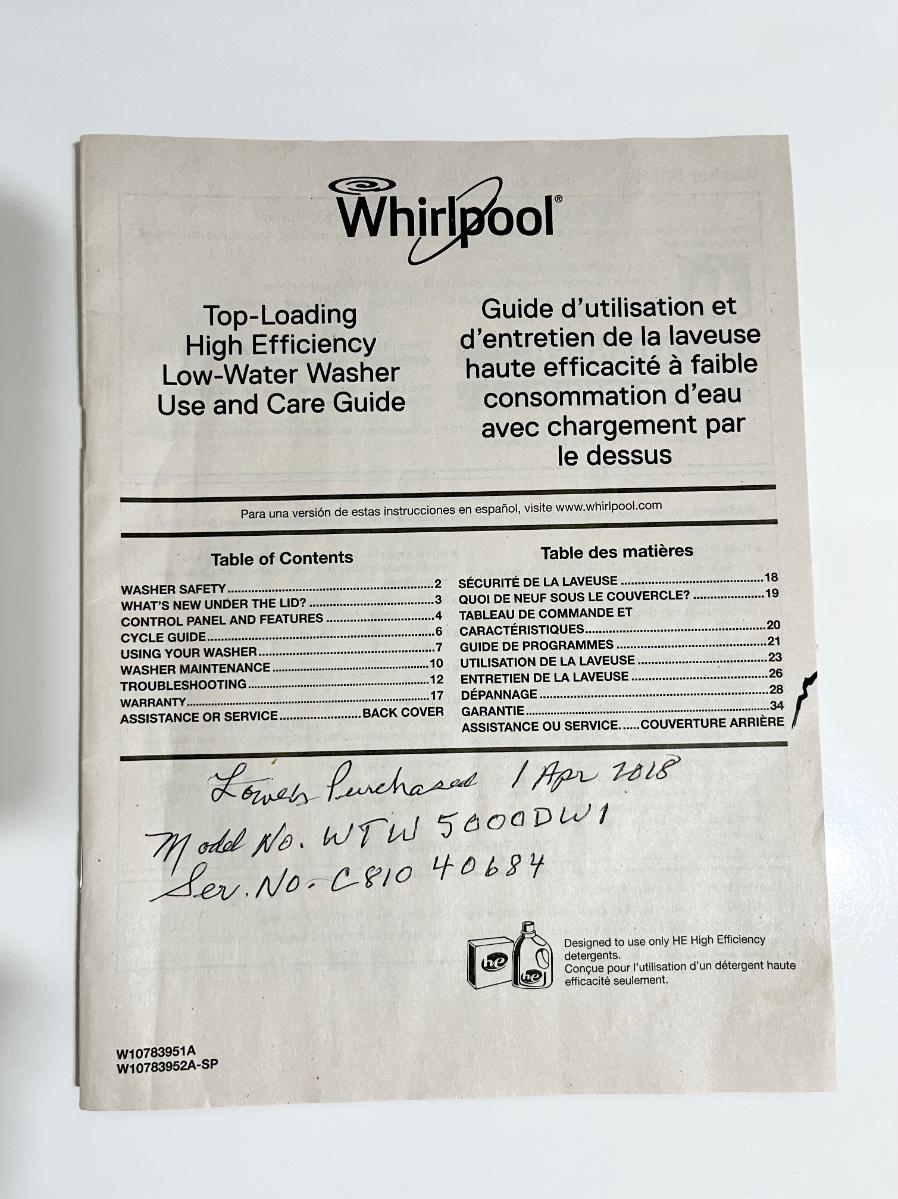 Whirlpool®
Top-Loading
High Efficiency
Low-Water Washer
Use and Care Guide
Guide d'utilisation et
d'entretien de la laveuse
haute efficacité à faible
consommation d'eau
avec chargement par
le dessus
Para una versión de estas instrucciones en español, visite www.whirlpool.com
Table of Contents
WASHER SAFETY ........ 2
WHAT'S NEW UNDER THE LID? ........ 3
CONTROL PANEL AND FEATURES ........ 4
CYCLE GUIDE ........ 6
USING YOUR WASHER ........ 7
WASHER MAINTENANCE ........ 10
TROUBLESHOOTING ........ 12
WARRANTY ........ 17
ASSISTANCE OR SERVICE ........ BACK COVER
Table des matières
SÉCURITÉ DE LA LAVEUSE ........ 18
QUOI DE NEUF SOUS LE COUVERCLE? ........ 19
TABLEAU DE COMMANDE ET
CARACTÉRISTIQUES ........ 20
GUIDE DE PROGRAMMES ........ 21
UTILISATION DE LA LAVEUSE ........ 23
ENTRETIEN DE LA LAVEUSE ........ 26
DÉPANNAGE ........ 28
GARANTIE ........ 34
ASSISTANCE OU SERVICE ...... COUVERTURE ARRIÈRE
Lowes Purchased 1 Apr 2018
Model No. WTW 5000DW1
Ser. No. - C810 40684
he
he
Designed to use only HE High Efficiency
detergents.
Conçue pour l'utilisation d'un détergent haute
efficacité seulement.
W10783951A
W10783952A-SP